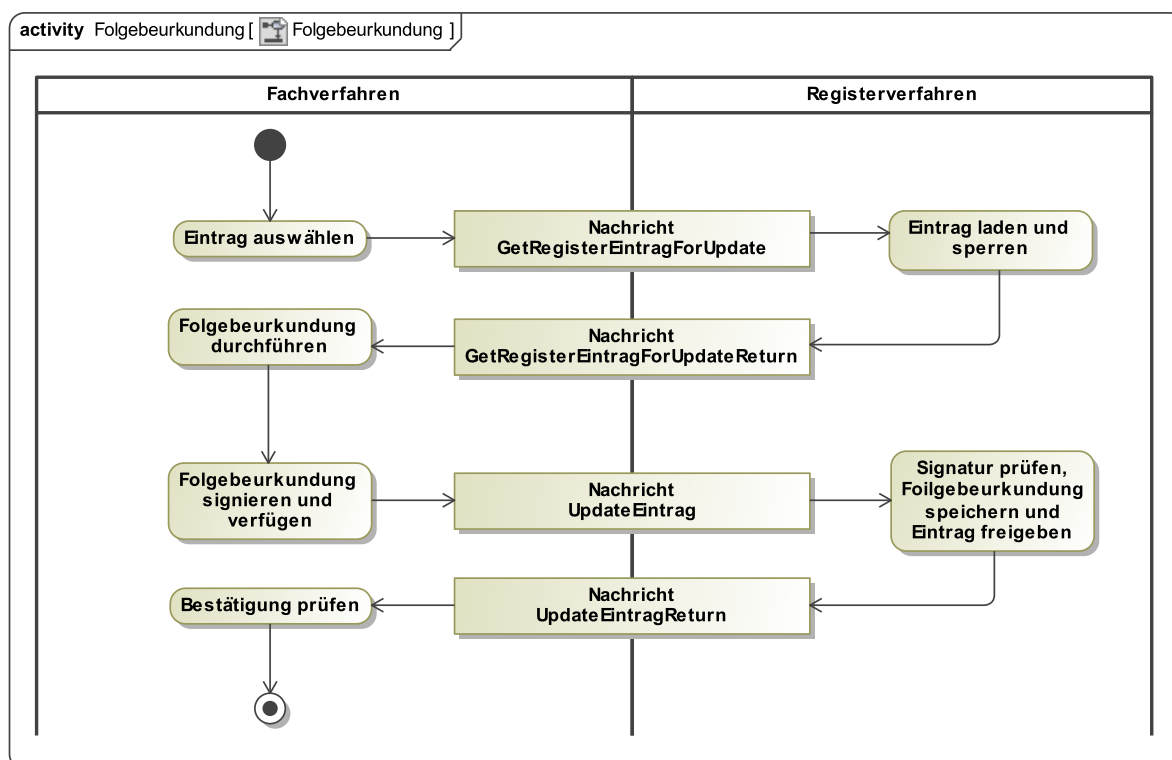 activity Folgebeurkundung [ Folgebeurkundung ]
Fachverfahren
Registerverfahren
Eintrag auswählen
Nachricht
GetRegisterEintragForUpdate
Eintrag laden und
sperren
Folgebeurkundung
durchführen
Nachricht
GetRegisterEintragForUpdateReturn
Folgebeurkundung
signieren und
verfügen
Nachricht
UpdateEintrag
Signatur prüfen,
Foilgebeurkundung
speichern und
Eintrag freigeben
Bestätigung prüfen
Nachricht
UpdateEintragReturn